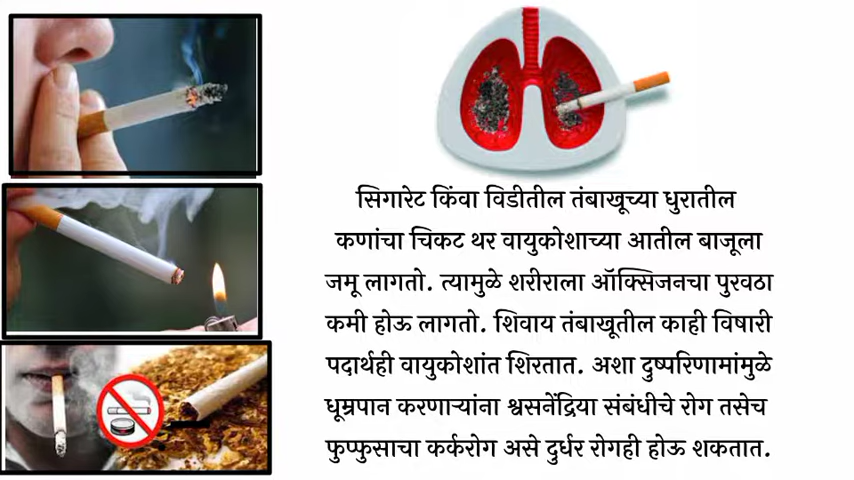 सिगारेट किंवा विडीतील तंबाखूच्या धुरातील
कणांचा चिकट थर वायुकोशाच्या आतील बाजूला
जमू लागतो. त्यामुळे शरीराला ऑक्सिजनचा पुरवठा
कमी होऊ लागतो. शिवाय तंबाखूतील काही विषारी
पदार्थही वायुकोशांत शिरतात. अशा दुष्परिणामांमुळे
धूम्रपान करणाऱ्यांना श्वसनेंद्रिया संबंधीचे रोग तसेच
फुप्फुसाचा कर्करोग असे दुर्धर रोगही होऊ शकतात.